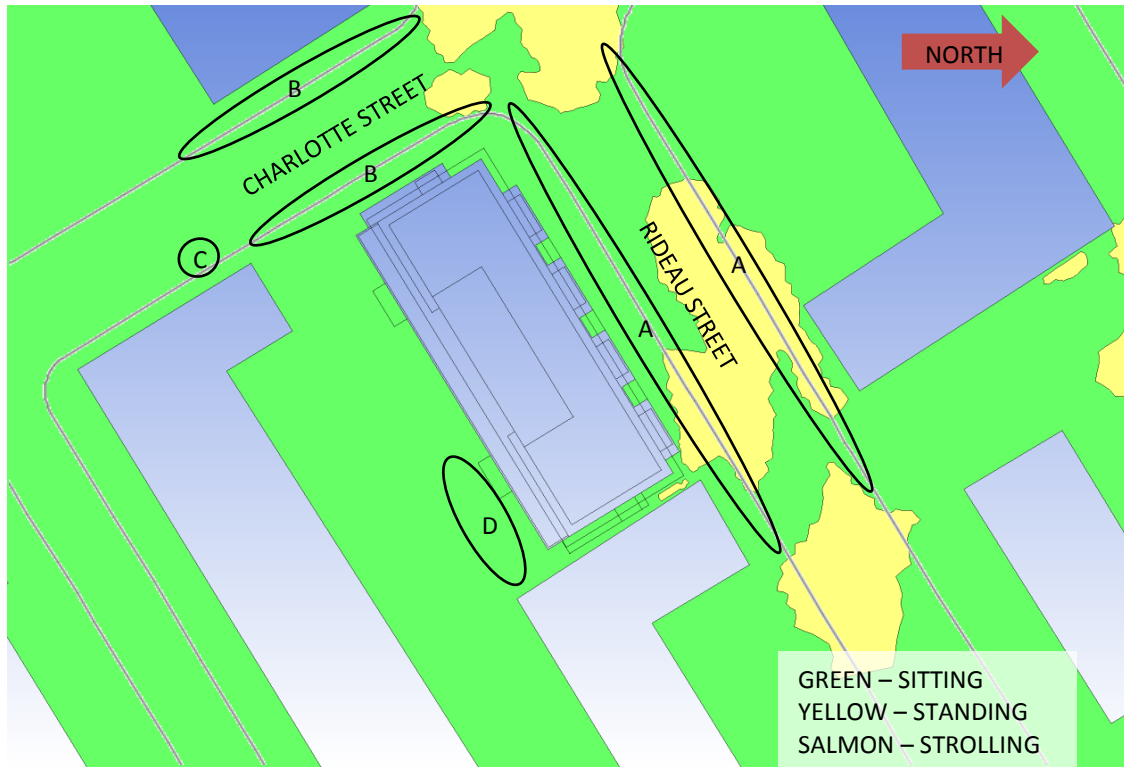 NORTH
B
CHARLOTTE STREET
B
C
RIDEAU STREET
A
A
D
GREEN – SITTING
YELLOW – STANDING
SALMON – STROLLING